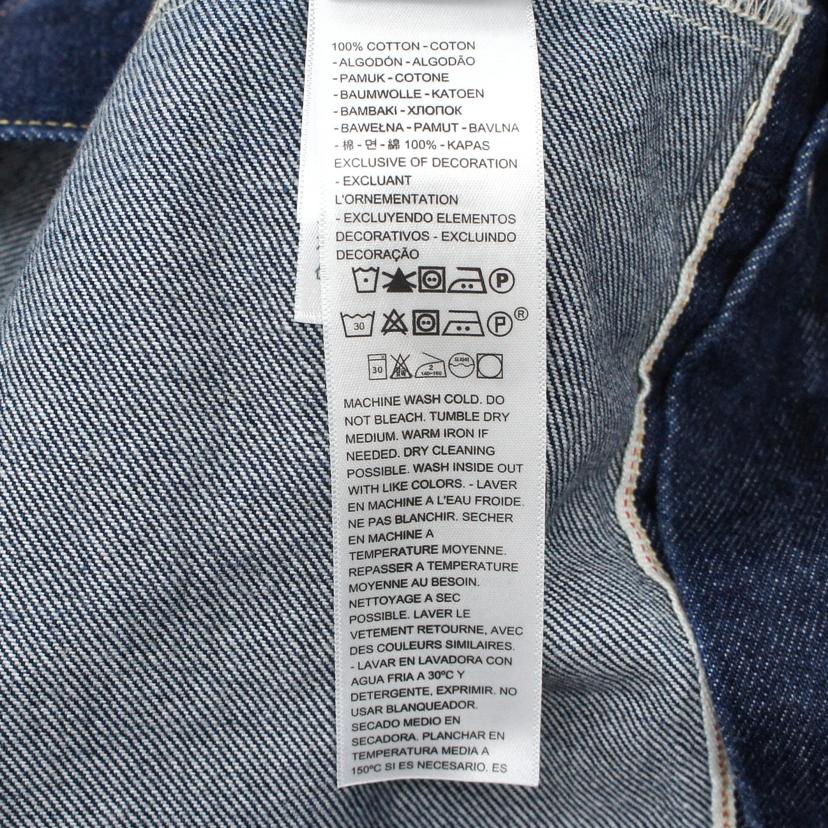 100% COTTON - COTON
- ALGODÓN - ALGODÃO
- PAMUK - COTONE
- BAUMWOLLE - KATOEN
- BAMBAKI - ХЛОПОК
- BAWEŁNA - PAMUT - BAVLNA
- 棉 - 면 - 綿 100% - KAPAS
EXCLUSIVE OF DECORATION
- EXCLUANT
L'ORNEMENTATION
- EXCLUYENDO ELEMENTOS
DECORATIVOS - EXCLUINDO
DECORAÇÃO
P
30 P ®
30 2
MACHINE WASH COLD. DO
NOT BLEACH. TUMBLE DRY
MEDIUM. WARM IRON IF
NEEDED. DRY CLEANING
POSSIBLE. WASH INSIDE OUT
WITH LIKE COLORS. - LAVER
EN MACHINE A L'EAU FROIDE.
NE PAS BLANCHIR. SECHER
EN MACHINE A
TEMPERATURE MOYENNE.
REPASSER A TEMPERATURE
MOYENNE AU BESOIN.
NETTOYAGE A SEC
POSSIBLE. LAVER LE
VETEMENT RETOURNE, AVEC
DES COULEURS SIMILAIRES.
- LAVAR EN LAVADORA CON
AGUA FRIA A 30ºC Y
DETERGENTE, EXPRIMIR. NO
USAR BLANQUEADOR.
SECADO MEDIO EN
SECADORA. PLANCHAR EN
TEMPERATURA MEDIA A
150ºC SI ES NECESARIO. ES